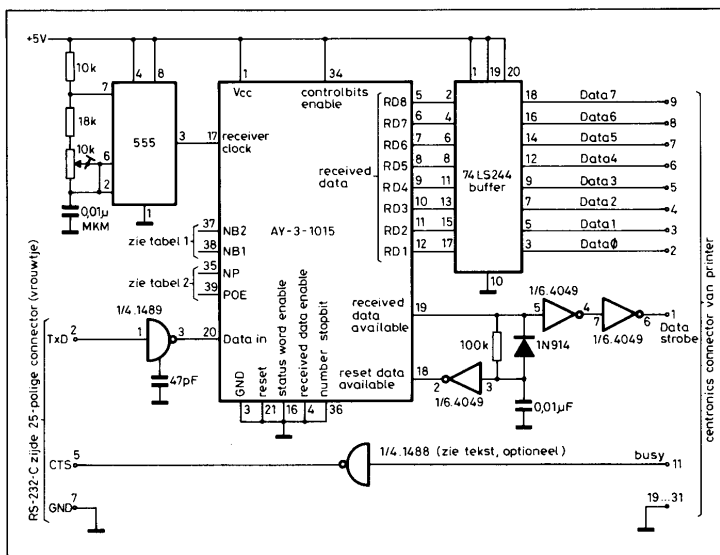 +5V
10k
18k
10k
0,01µ
MKM
7
6
2
4
8
555
3
1
17
receiver
clock
1
Vcc
34
controlbits
enable
received
data
RD8
RD7
RD6
RD5
RD4
RD3
RD2
RD1
5
6
7
8
9
10
11
12
2
4
6
8
11
13
15
17
1
19
20
74LS244
buffer
10
18
16
14
12
9
7
5
3
Data7
Data6
Data5
Data4
Data3
Data2
Data1
DataØ
9
8
7
6
5
4
3
2
zie tabel 1
37
38
NB2
NB1
zie tabel 2
35
39
NP
POE
AY-3-1015
RS-232-C zijde 25-polige connector (vrouwtje)
TxD
2
1/4.1489
1
3
47pF
20
Data in
GND
reset
status word enable
received data enable
number stopbit
3
21
16
4
36
received
data
available
19
reset data
available
18
100k
1N914
0,01µF
1/6.4049
2
3
1/6.4049
5
4
7
6
1/6.4049
1
Data
strobe
CTS
5
1/4.1488 (zie tekst, optioneel)
busy
11
GND
7
19...31
centronics connector van printer